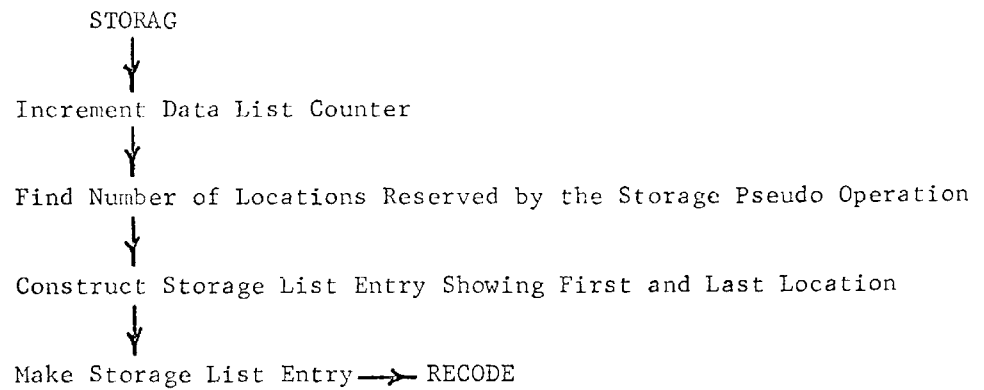 STORAG
Increment Data List Counter
Find Number of Locations Reserved by the Storage Pseudo Operation
Construct Storage List Entry Showing First and Last Location
Make Storage List Entry RECODE